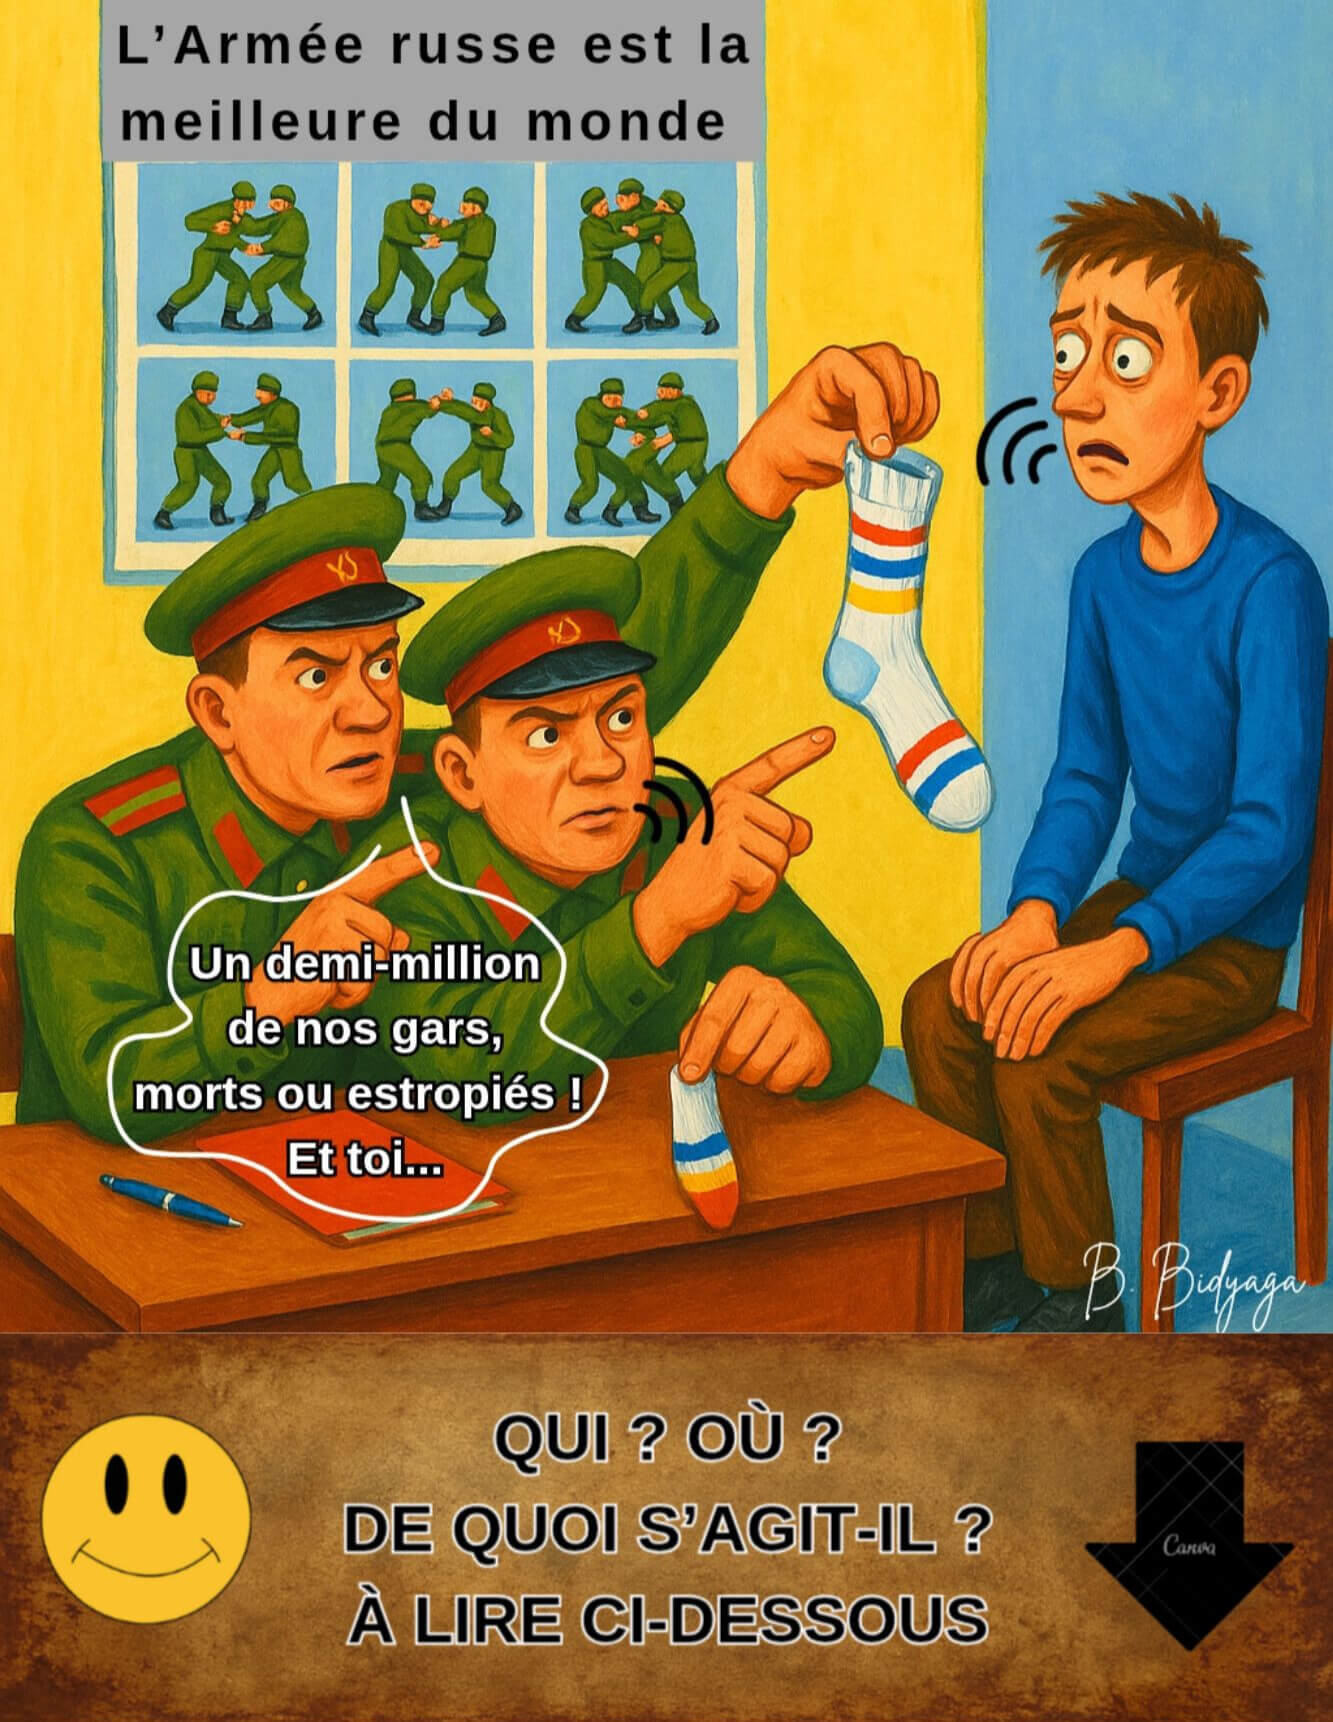 L’Armée russe est la
meilleure du monde
Un demi-million
de nos gars,
morts ou estropiés !
Et toi...
B. Bidyaga
QUI ? OÙ ?
DE QUOI S’AGIT-IL ?
À LIRE CI-DESSOUS
Canva